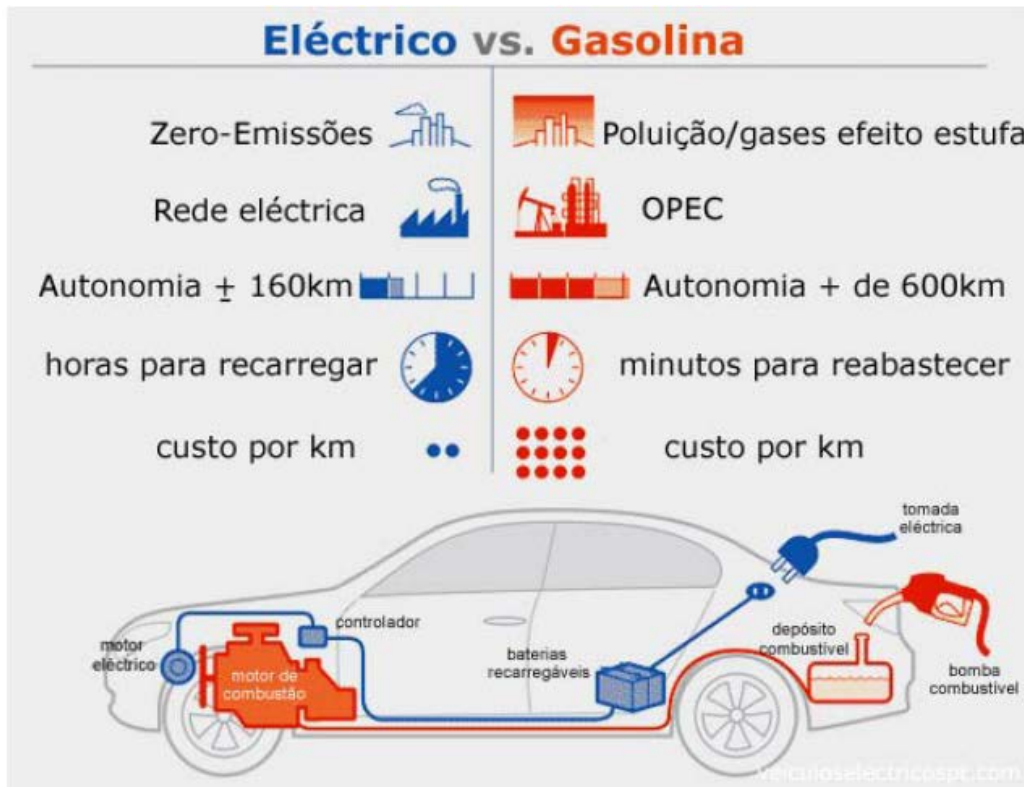 Eléctrico vs. Gasolina
Zero-Emissões
Poluição/gases efeito estufa
Rede eléctrica
OPEC
Autonomia ± 160km
Autonomia + de 600km
horas para recarregar
minutos para reabastecer
custo por km
custo por km
tomada
eléctrica
controlador
motor
eléctrico
motor de
combustão
baterias
recarregáveis
depósito
combustível
bomba
combustível
veiculoselectricospt.com